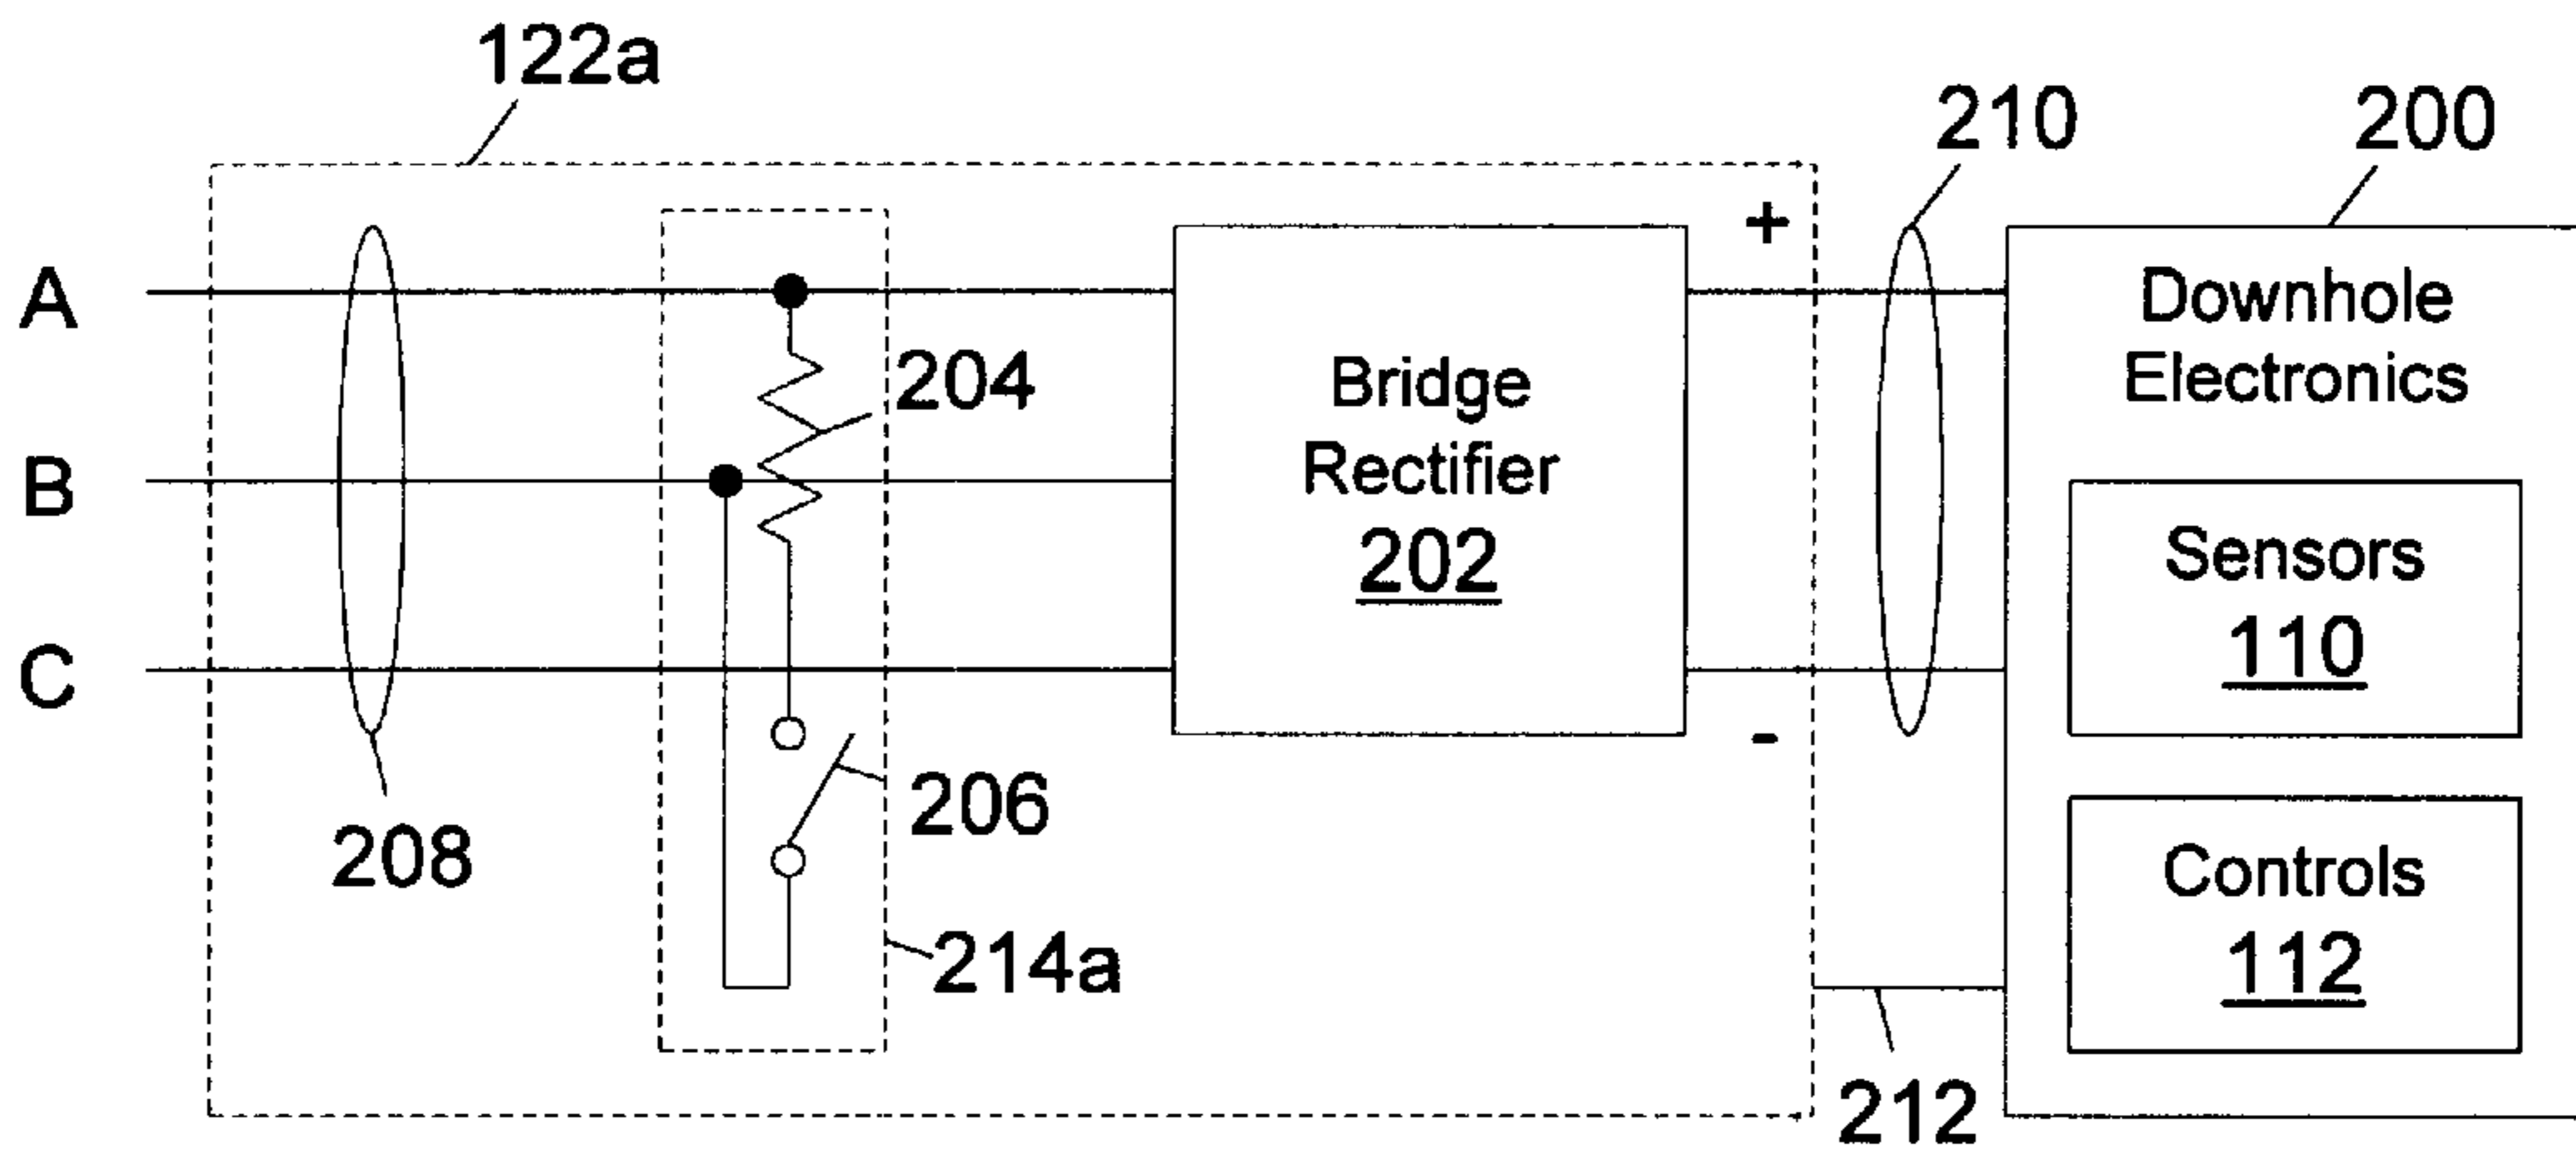 122a
210
200
+
A
Downhole
Electronics
204
Bridge
Rectifier
202
B
Sensors
110
C
-
206
208
Controls
112
214a
212